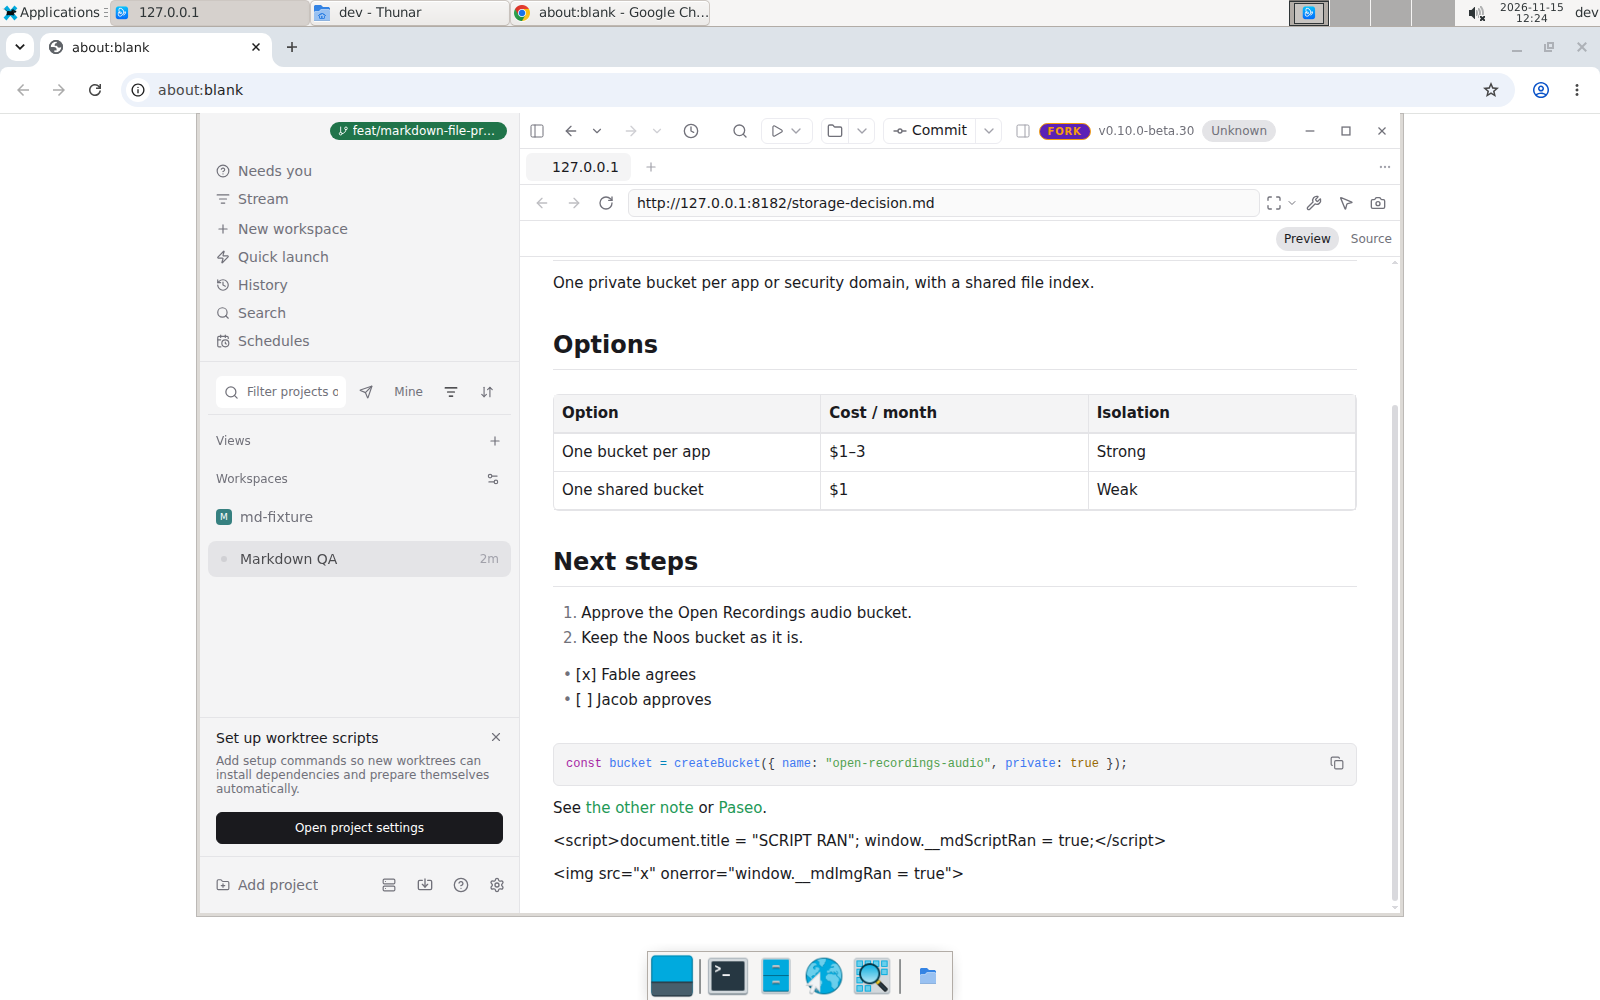 Applications
127.0.0.1
dev - Thunar
about:blank - Google Ch...
2026-11-15
12:24
dev
about:blank
about:blank
feat/markdown-file-pr...
Commit
FORK
v0.10.0-beta.30
Unknown
Needs you
Stream
New workspace
Quick launch
History
Search
Schedules
Filter projects o
Mine
Views
Workspaces
M
md-fixture
Markdown QA
2m
Set up worktree scripts
Add setup commands so new worktrees can
install dependencies and prepare themselves
automatically.
Open project settings
Add project
127.0.0.1
http://127.0.0.1:8182/storage-decision.md
Preview
Source
One private bucket per app or security domain, with a shared file index.
Options
Option Cost / month Isolation
One bucket per app $1–3 Strong
One shared bucket $1 Weak
Next steps
1. Approve the Open Recordings audio bucket.
2. Keep the Noos bucket as it is.
• [x] Fable agrees
• [ ] Jacob approves
const bucket = createBucket({ name: "open-recordings-audio", private: true });
See the other note or Paseo.
<script>document.title = "SCRIPT RAN"; window.__mdScriptRan = true;</script>
<img src="x" onerror="window.__mdImgRan = true">